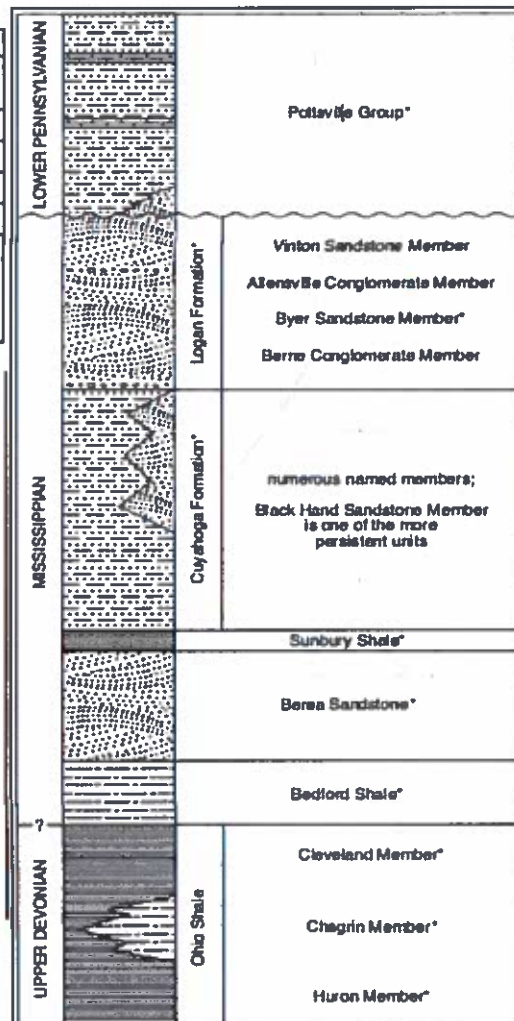 LOWER PENNSYLVANIAN
Pottsville Group*
MISSISSIPPIAN
Logan Formation*
Vinton Sandstone Member
Allensville Conglomerate Member
Byer Sandstone Member*
Berne Conglomerate Member
Cuyahoga Formation*
numerous named members;
Black Hand Sandstone Member
is one of the more
persistent units
Sunbury Shale*
Berea Sandstone*
Bedford Shale*
?
UPPER DEVONIAN
Ohio Shale
Cleveland Member*
Chagrin Member*
Huron Member*